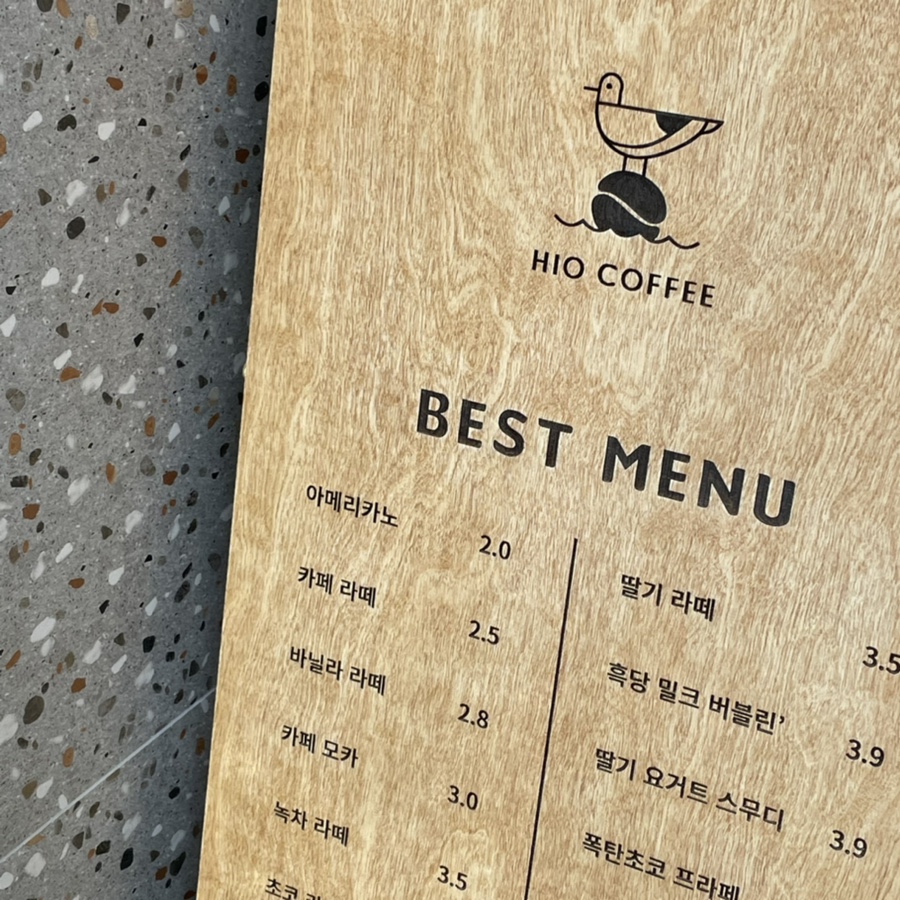 HIO COFFEE
BEST MENU
아메리카노 2.0
카페 라떼 2.5
바닐라 라떼 2.8
카페 모카 3.0
녹차 라떼 3.5
초코
딸기 라떼 3.5
흑당 밀크 버블린' 3.9
딸기 요거트 스무디 3.9
폭탄초코 프라페